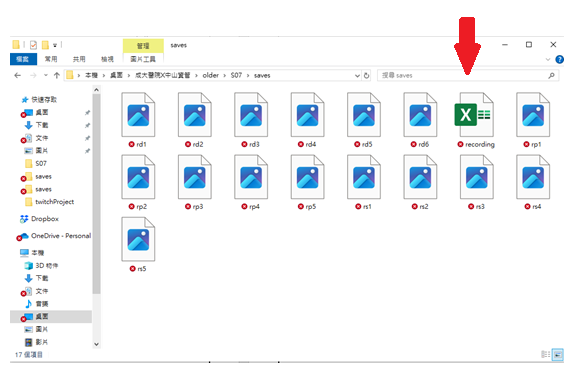 管理
saves
檔案
常用
共用
檢視
圖片工具
本機 › 桌面 › 成大醫院X中山資管 › older › S07 › saves
搜尋 saves
快速存取
桌面
下載
文件
圖片
S07
saves
saves
twitchProject
Dropbox
OneDrive - Personal
本機
3D 物件
下載
文件
音樂
桌面
圖片
影片
rd1
rd2
rd3
rd4
rd5
rd6
recording
rp1
rp2
rp3
rp4
rp5
rs1
rs2
rs3
rs4
rs5
17 個項目